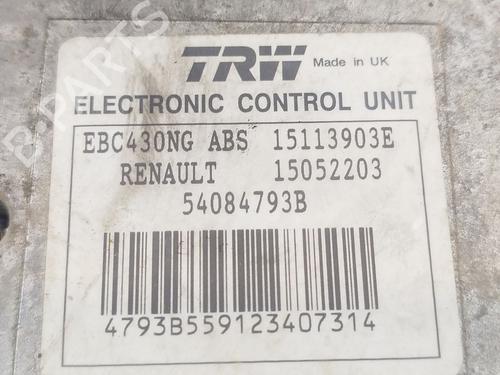 B-PARTS
TRW Made in UK
ELECTRONIC CONTROL UNIT
EBC430NG ABS 15113903E
RENAULT 15052203
54084793B
4793B559123407314